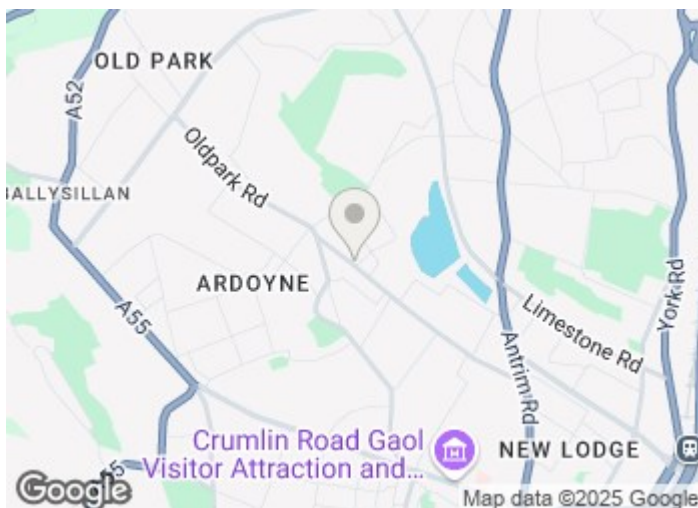 OLD PARK
A52
Oldpark Rd
BALLYSILLAN
ARDOYNE
A55
Limestone Rd
York Rd
Antrim Rd
Crumlin Road Gaol
Visitor Attraction and...
NEW LODGE
A55
Google
Map data ©2025 Google